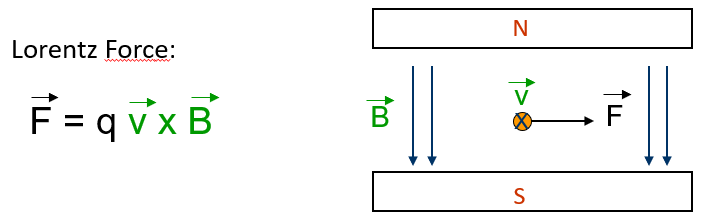 Lorentz Force:
F = q v x B
N
B
v
x
F
S